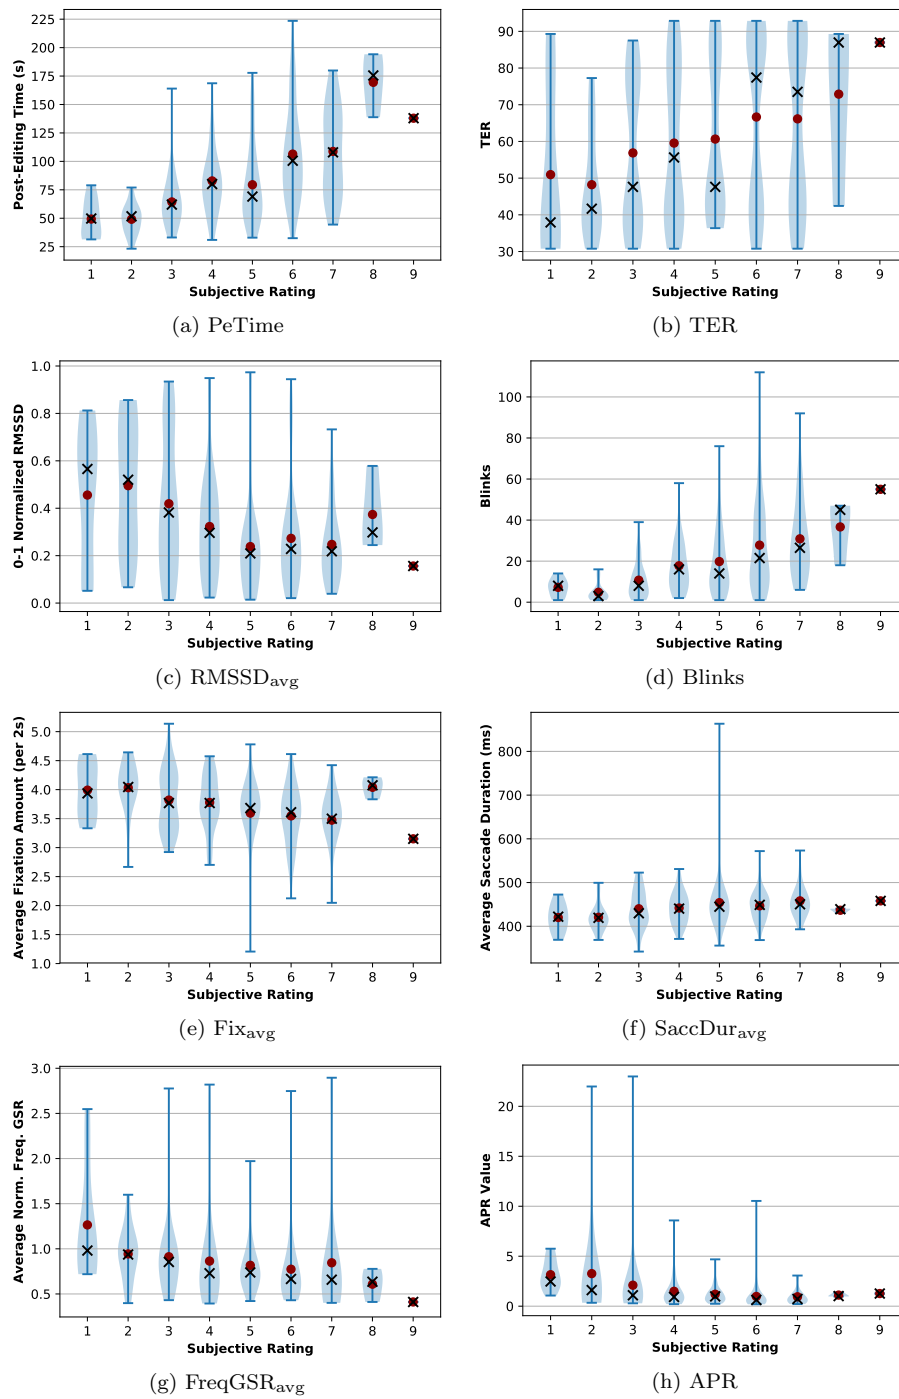 Post-Editing Time (s)
225
200
175
150
125
100
75
50
25
1 2 3 4 5 6 7 8 9
Subjective Rating
(a) PeTime
TER
90
80
70
60
50
40
30
1 2 3 4 5 6 7 8 9
Subjective Rating
(b) TER
0-1 Normalized RMSSD
1.0
0.8
0.6
0.4
0.2
0.0
1 2 3 4 5 6 7 8 9
Subjective Rating
(c) RMSSDavg
Blinks
100
80
60
40
20
0
1 2 3 4 5 6 7 8 9
Subjective Rating
(d) Blinks
Average Fixation Amount (per 2s)
5.0
4.5
4.0
3.5
3.0
2.5
2.0
1.5
1.0
1 2 3 4 5 6 7 8 9
Subjective Rating
(e) Fixavg
Average Saccade Duration (ms)
800
700
600
500
400
1 2 3 4 5 6 7 8 9
Subjective Rating
(f) SaccDuravg
Average Norm. Freq. GSR
3.0
2.5
2.0
1.5
1.0
0.5
1 2 3 4 5 6 7 8 9
Subjective Rating
(g) FreqGSRavg
APR Value
20
15
10
5
0
1 2 3 4 5 6 7 8 9
Subjective Rating
(h) APR